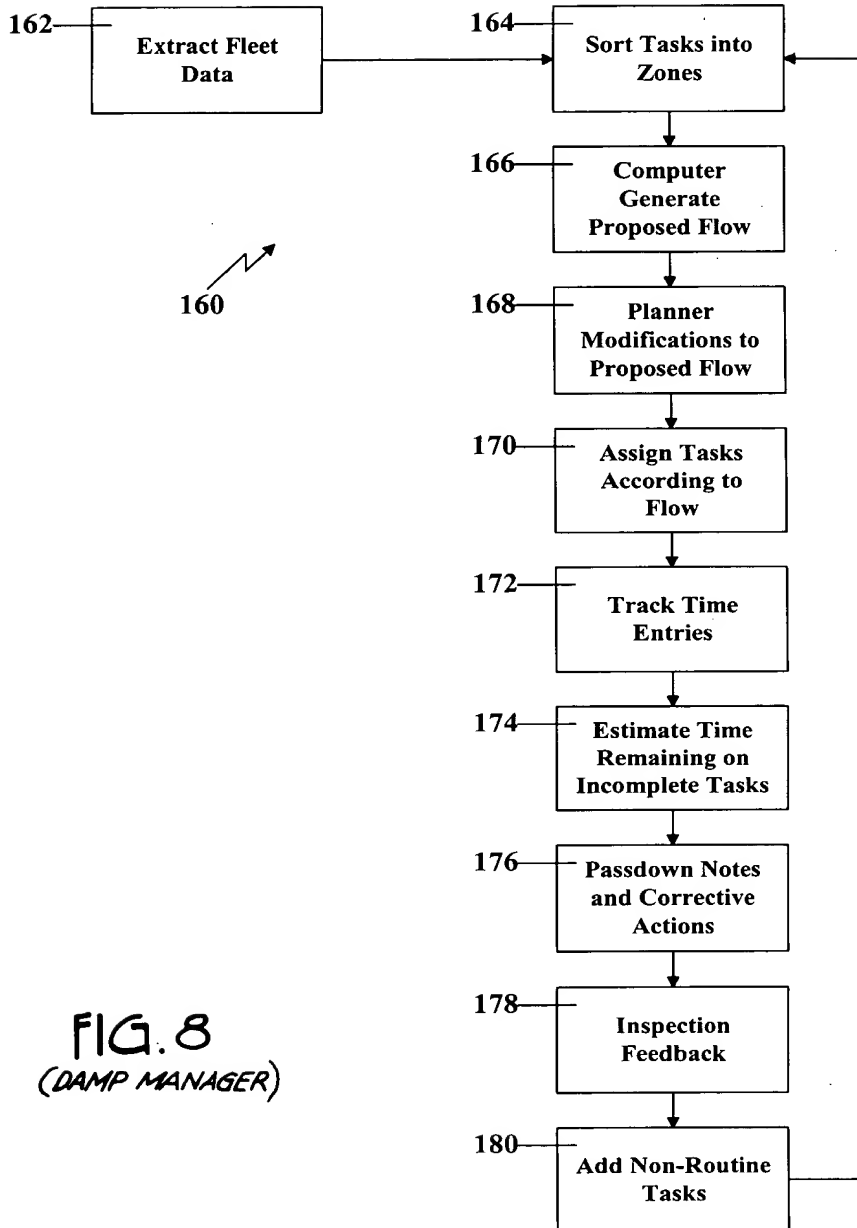 162
Extract Fleet
Data
164
Sort Tasks into
Zones
166
Computer
Generate
Proposed Flow
160
168
Planner
Modifications to
Proposed Flow
170
Assign Tasks
According to
Flow
172
Track Time
Entries
174
Estimate Time
Remaining on
Incomplete Tasks
176
Passdown Notes
and Corrective
Actions
178
Inspection
Feedback
180
Add Non-Routine
Tasks
FIG. 8
(DAMP MANAGER)